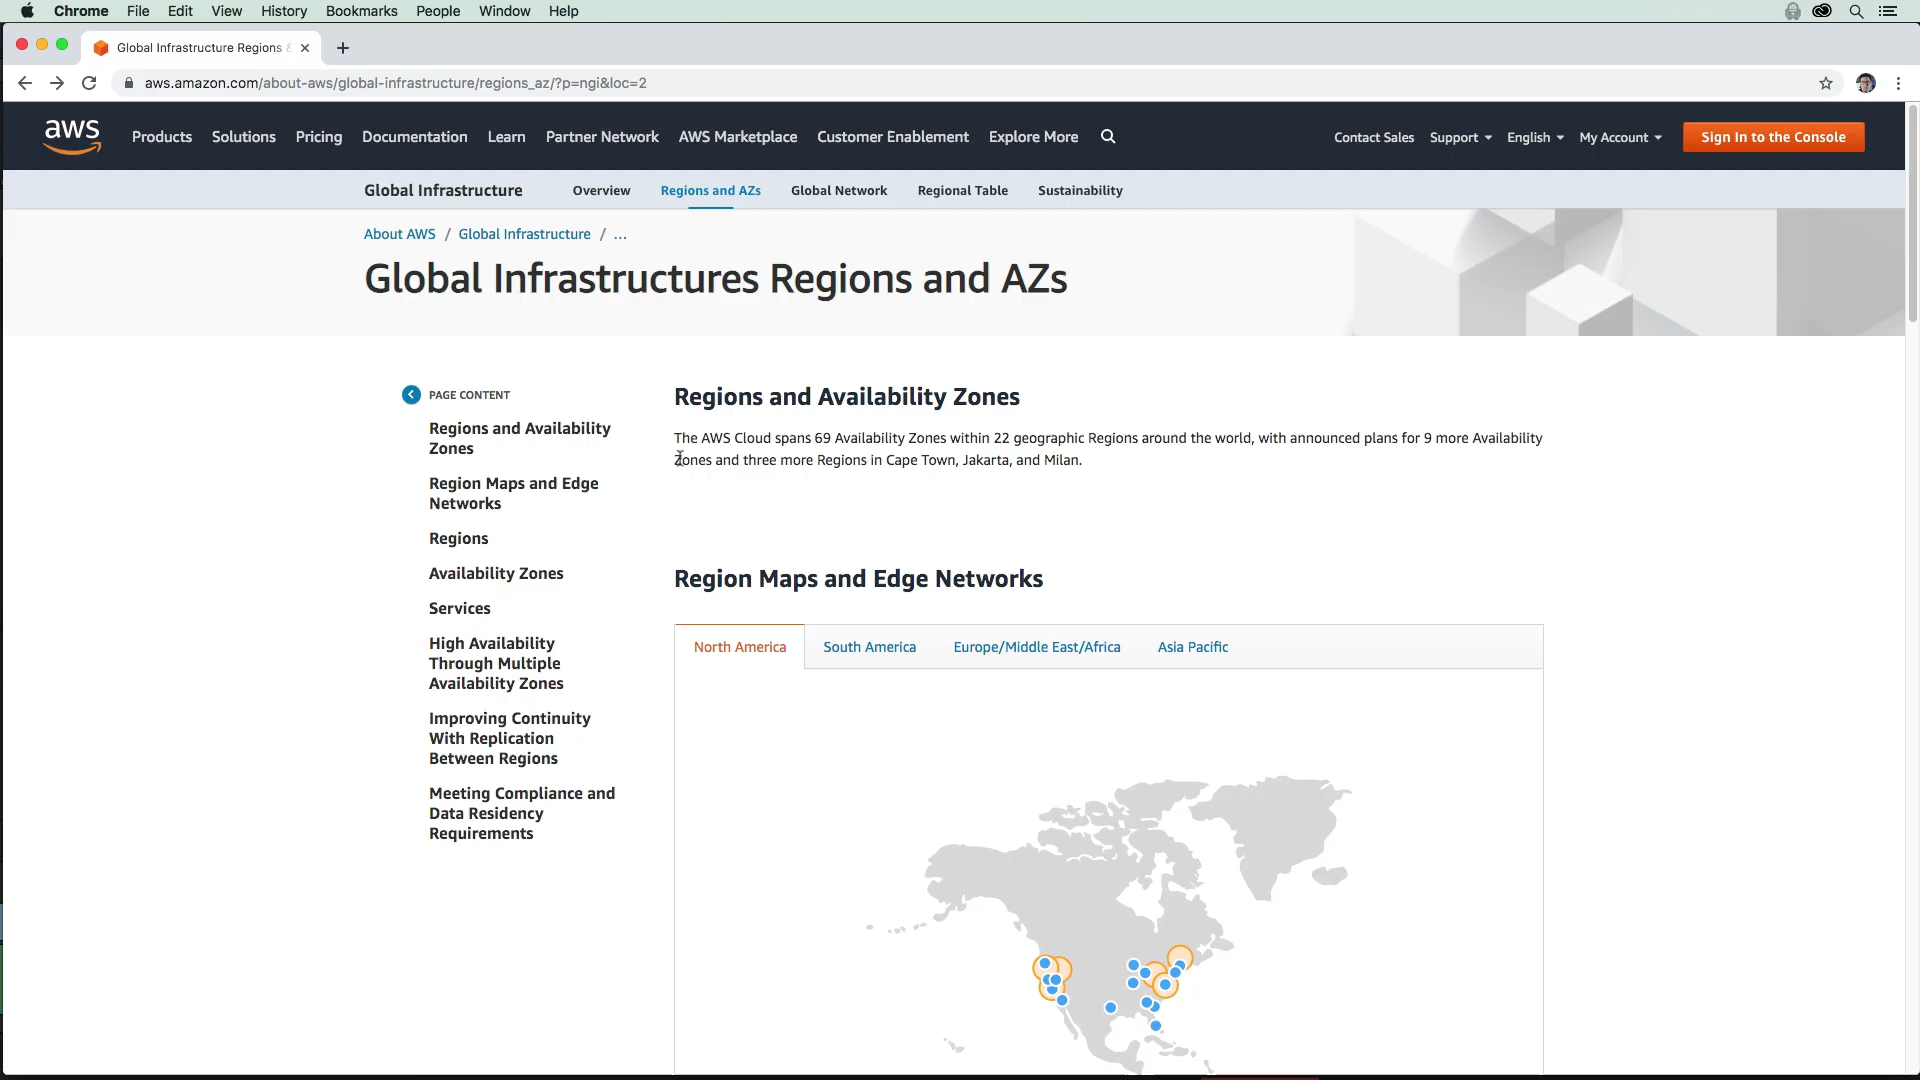 Chrome File Edit View History Bookmarks People Window Help
Global Infrastructure Regions
aws.amazon.com/about-aws/global-infrastructure/regions_az/?p=ngi&loc=2
aws Products Solutions Pricing Documentation Learn Partner Network AWS Marketplace Customer Enablement Explore More Contact Sales Support English My Account Sign In to the Console
Global Infrastructure Overview Regions and AZs Global Network Regional Table Sustainability
About AWS / Global Infrastructure / ...
Global Infrastructures Regions and AZs
PAGE CONTENT
Regions and Availability
Zones
Region Maps and Edge
Networks
Regions
Availability Zones
Services
High Availability
Through Multiple
Availability Zones
Improving Continuity
With Replication
Between Regions
Meeting Compliance and
Data Residency
Requirements
Regions and Availability Zones
The AWS Cloud spans 69 Availability Zones within 22 geographic Regions around the world, with announced plans for 9 more Availability
Zones and three more Regions in Cape Town, Jakarta, and Milan.
Region Maps and Edge Networks
North America South America Europe/Middle East/Africa Asia Pacific